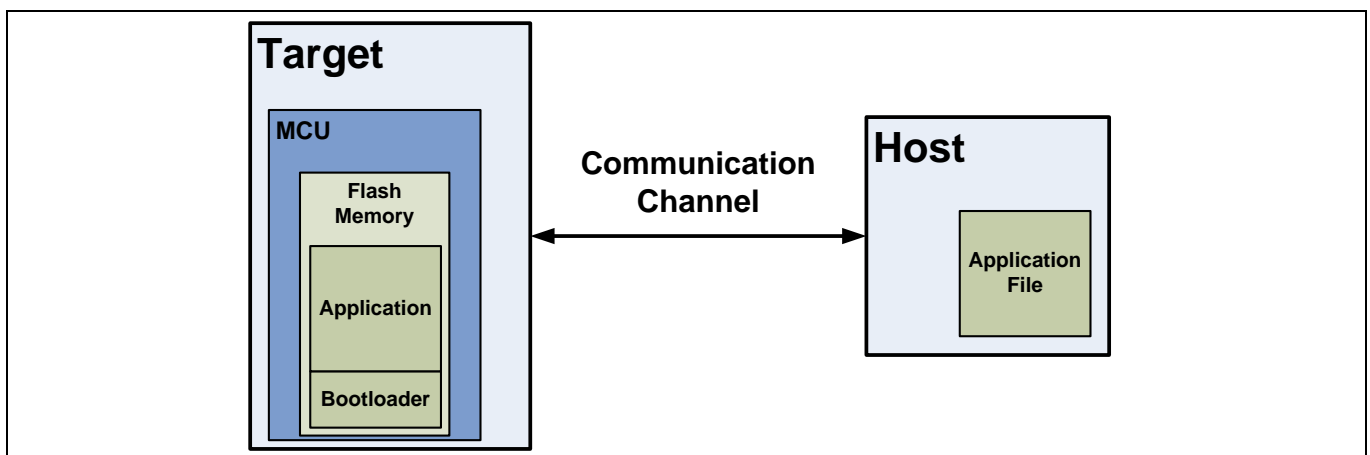 Target
MCU
Flash
Memory
Application
Bootloader
Communication
Channel
Host
Application
File